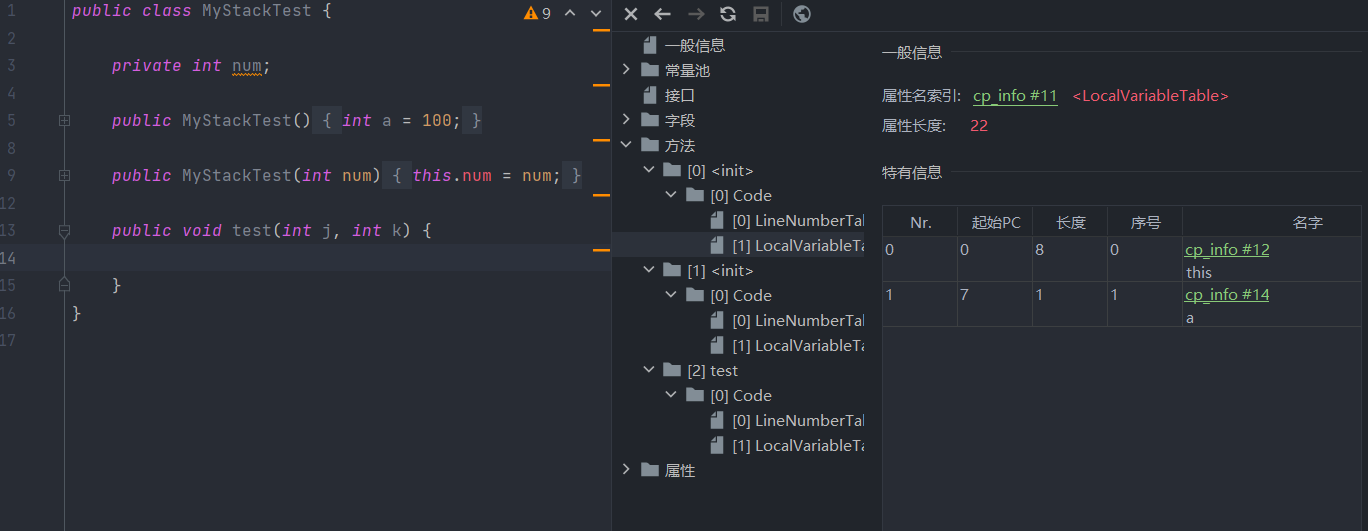 1 public class MyStackTest {
9
2
3 private int num;
4
5 public MyStackTest() { int a = 100; }
8
9 public MyStackTest(int num) { this.num = num; }
12
13 public void test(int j, int k) {
14
15 }
16 }
17
一般信息
常量池
接口
字段
方法
[0] <init>
[0] Code
[0] LineNumberTal
[1] LocalVariableTa
[1] <init>
[0] Code
[0] LineNumberTal
[1] LocalVariableTa
[2] test
[0] Code
[0] LineNumberTal
[1] LocalVariableTa
属性
一般信息
属性名索引: cp_info #11 <LocalVariableTable>
属性长度: 22
特有信息
Nr. 起始PC 长度 序号 名字
0 0 8 0 cp_info #12
this
1 7 1 1 cp_info #14
a